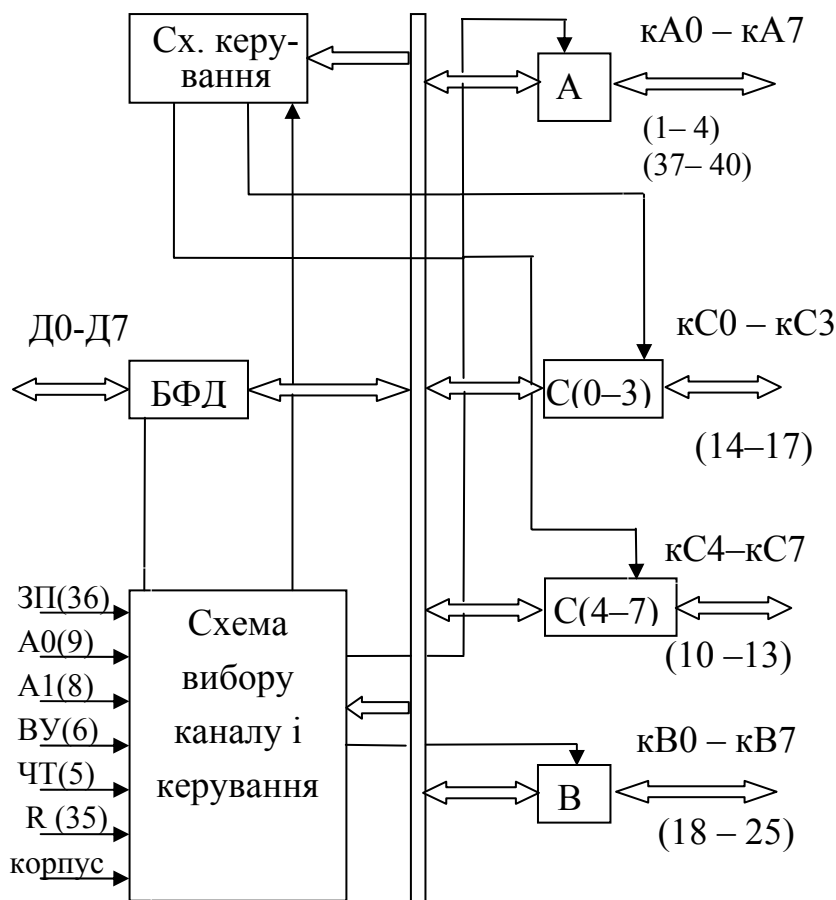 Сх. керу-
вання
А
кА0 – кА7
(1– 4)
(37– 40)
Д0-Д7
БФД
кС0 – кС3
С(0–3)
(14–17)
кС4–кС7
С(4–7)
(10 –13)
ЗП(36)
А0(9)
А1(8)
ВУ(6)
ЧТ(5)
R (35)
корпус
Схема
вибору
каналу і
керування
кВ0 – кВ7
В
(18 – 25)